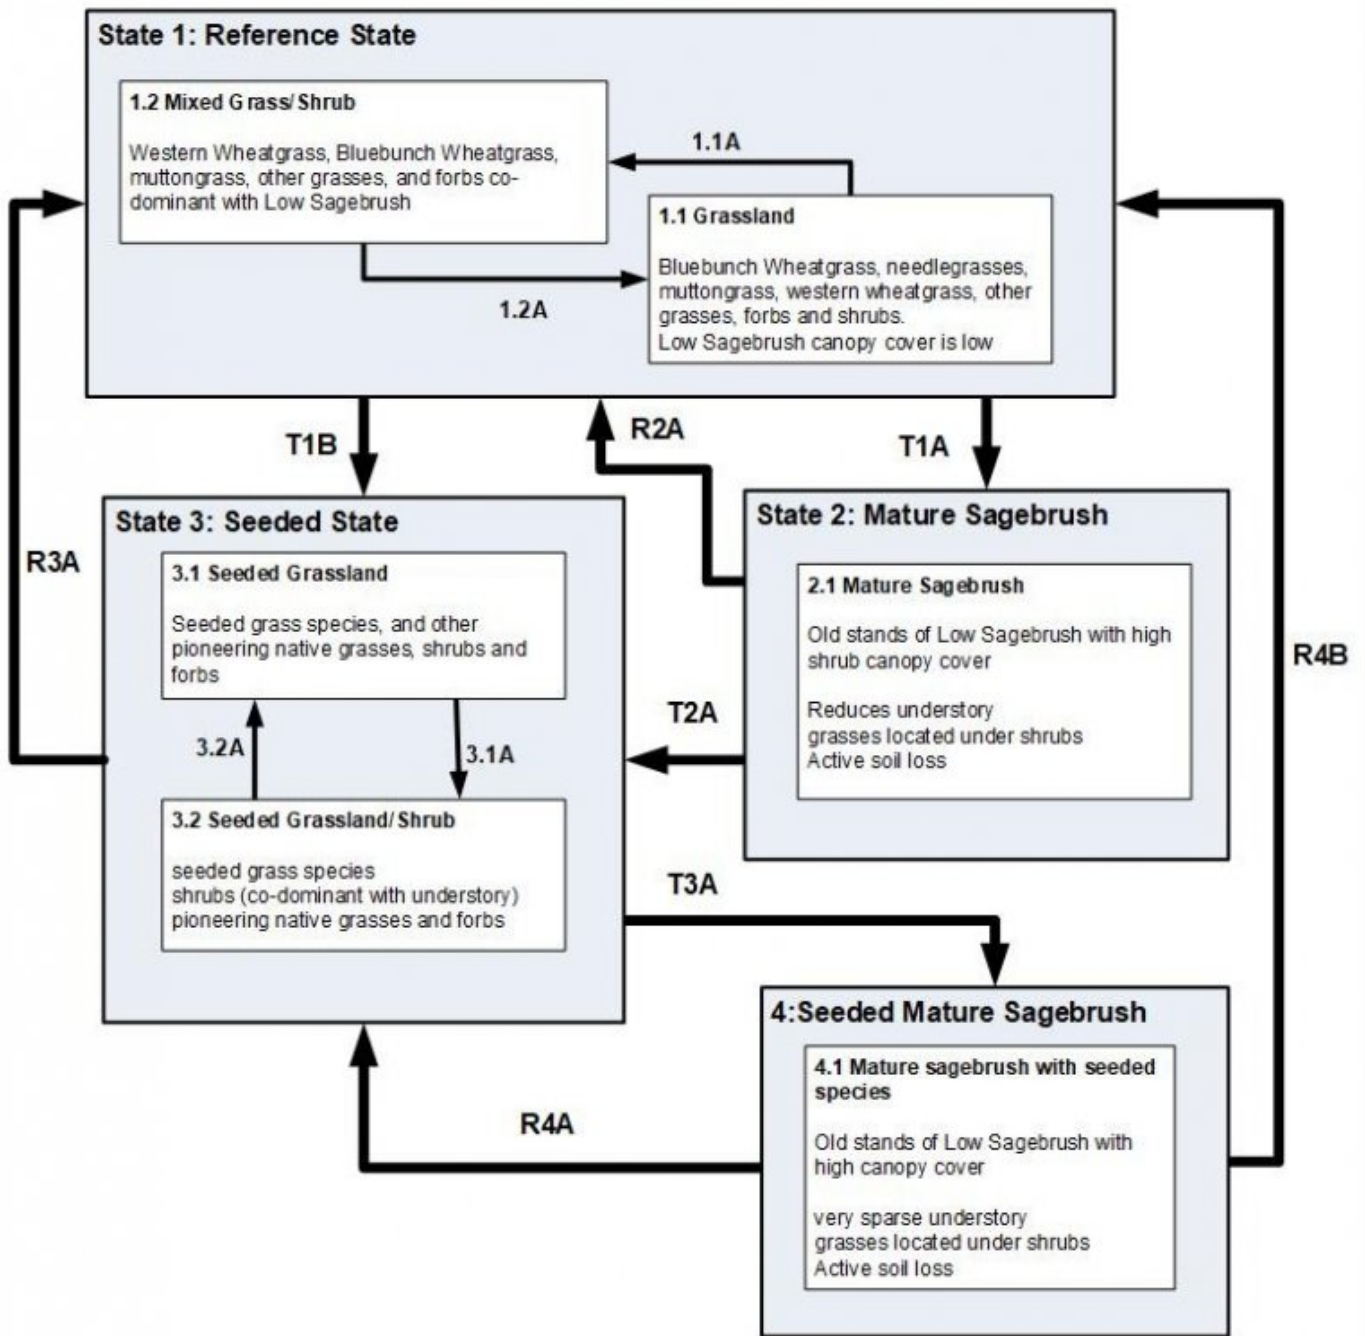 State 1: Reference State
1.2 Mixed Grass/Shrub
Western Wheatgrass, Bluebunch Wheatgrass,
muttongrass, other grasses, and forbs co-
dominant with Low Sagebrush
1.1A
1.1 Grassland
Bluebunch Wheatgrass, needlegrasses,
muttongrass, western wheatgrass, other
grasses, forbs and shrubs.
Low Sagebrush canopy cover is low
1.2A
T1B
R2A
T1A
R3A
State 3: Seeded State
3.1 Seeded Grassland
Seeded grass species, and other
pioneering native grasses, shrubs and
forbs
3.2A
3.1A
3.2 Seeded Grassland/Shrub
seeded grass species
shrubs (co-dominant with understory)
pioneering native grasses and forbs
State 2: Mature Sagebrush
2.1 Mature Sagebrush
Old stands of Low Sagebrush with high
shrub canopy cover
Reduces understory
grasses located under shrubs
Active soil loss
R4B
T2A
T3A
4:Seeded Mature Sagebrush
4.1 Mature sagebrush with seeded
species
Old stands of Low Sagebrush with
high canopy cover
very sparse understory
grasses located under shrubs
Active soil loss
R4A